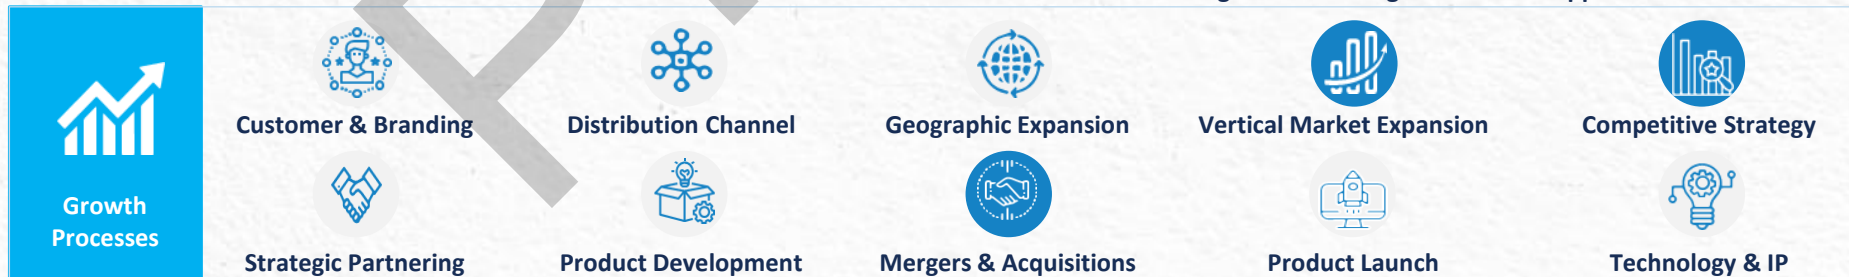 Customer & Branding
Distribution Channel
Geographic Expansion
Vertical Market Expansion
Competitive Strategy
Growth
Processes
Strategic Partnering
Product Development
Mergers & Acquisitions
Product Launch
Technology & IP